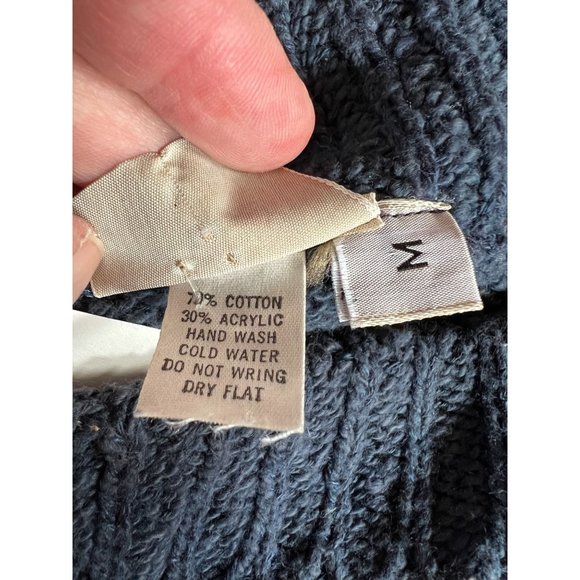 70% COTTON
30% ACRYLIC
HAND WASH
COLD WATER
DO NOT WRING
DRY FLAT
M